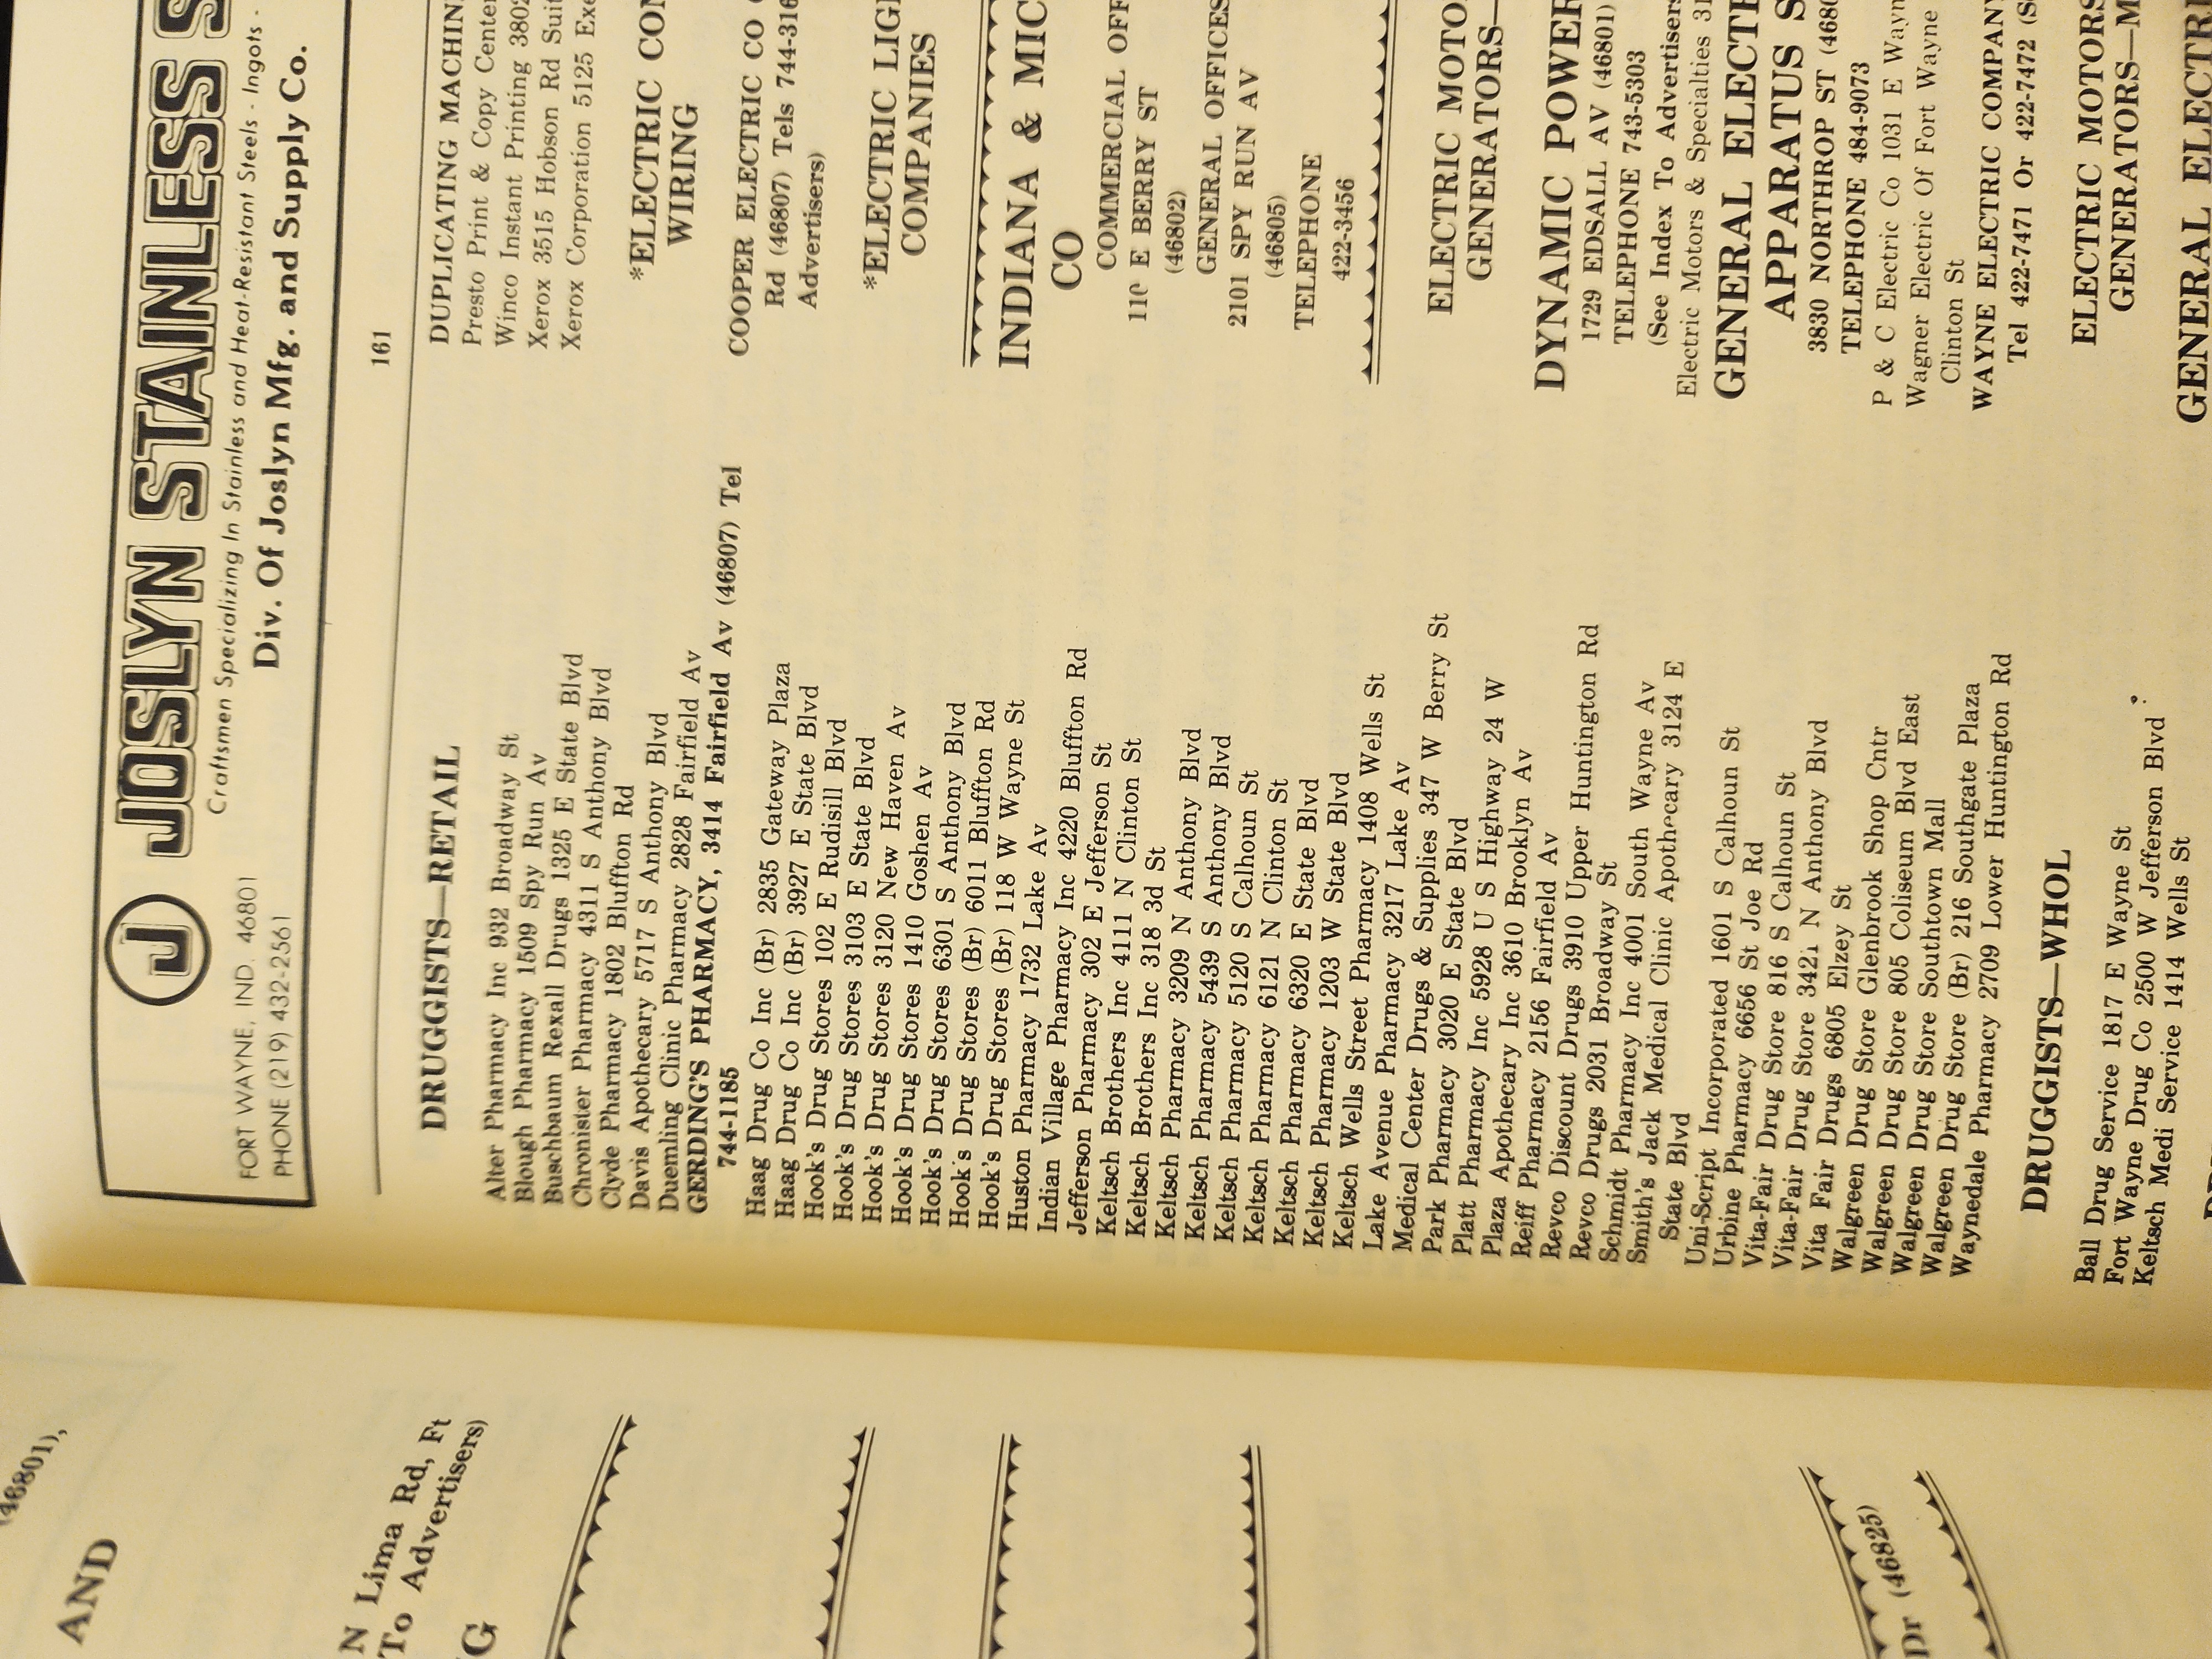 J JOSLYN STAINLESS S
Craftsmen Specializing In Stainless and Heat-Resistant Steels - Ingots -
FORT WAYNE, IND. 46801
Div. Of Joslyn Mfg. and Supply Co.
PHONE (219) 432-2561
161
DRUGGISTS—RETAIL
Alter Pharmacy Inc 932 Broadway St
Blough Pharmacy 1509 Spy Run Av
Buschbaum Rexall Drugs 1325 E State Blvd
Chronister Pharmacy 4311 S Anthony Blvd
Clyde Pharmacy 1802 Bluffton Rd
Davis Apothecary 5717 S Anthony Blvd
Duemling Clinic Pharmacy 2828 Fairfield Av
GERDING'S PHARMACY, 3414 Fairfield Av (46807) Tel
744-1185
Haag Drug Co Inc (Br) 2835 Gateway Plaza
Haag Drug Co Inc (Br) 3927 E State Blvd
Hook's Drug Stores 102 E Rudisill Blvd
Hook's Drug Stores 3103 E State Blvd
Hook's Drug Stores 3120 New Haven Av
Hook's Drug Stores 1410 Goshen Av
Hook's Drug Stores 6301 S Anthony Blvd
Hook's Drug Stores (Br) 6011 Bluffton Rd
Hook's Drug Stores (Br) 118 W Wayne St
Huston Pharmacy 1732 Lake Av
Indian Village Pharmacy Inc 4220 Bluffton Rd
Jefferson Pharmacy 302 E Jefferson St
Keltsch Brothers Inc 4111 N Clinton St
Keltsch Brothers Inc 318 3d St
Keltsch Pharmacy 3209 N Anthony Blvd
Keltsch Pharmacy 5439 S Anthony Blvd
Keltsch Pharmacy 5120 S Calhoun St
Keltsch Pharmacy 6121 N Clinton St
Keltsch Pharmacy 6320 E State Blvd
Keltsch Pharmacy 1203 W State Blvd
Keltsch Wells Street Pharmacy 1408 Wells St
Lake Avenue Pharmacy 3217 Lake Av
Medical Center Drugs & Supplies 347 W Berry St
Park Pharmacy 3020 E State Blvd
Platt Pharmacy Inc 5928 U S Highway 24 W
Plaza Apothecary Inc 3610 Brooklyn Av
Reiff Pharmacy 2156 Fairfield Av
Revco Discount Drugs 3910 Upper Huntington Rd
Revco Drugs 2031 Broadway St
Schmidt Pharmacy Inc 4001 South Wayne Av
Smith's Jack Medical Clinic Apothecary 3124 E
State Blvd
Uni-Script Incorporated 1601 S Calhoun St
Urbine Pharmacy 6656 St Joe Rd
Vita-Fair Drug Store 816 S Calhoun St
Vita-Fair Drug Store 3421 N Anthony Blvd
Vita Fair Drugs 6805 Elzey St
Walgreen Drug Store Glenbrook Shop Cntr
Walgreen Drug Store 805 Coliseum Blvd East
Walgreen Drug Store Southtown Mall
Walgreen Drug Store (Br) 216 Southgate Plaza
Waynedale Pharmacy 2709 Lower Huntington Rd
DRUGGISTS—WHOL
Ball Drug Service 1817 E Wayne St
Fort Wayne Drug Co 2500 W Jefferson Blvd
Keltsch Medi Service 1414 Wells St
DUPLICATING MACHIN
Presto Print & Copy Center
Winco Instant Printing 3802
Xerox 3515 Hobson Rd Suit
Xerox Corporation 5125 Exe
*ELECTRIC CON
WIRING
COOPER ELECTRIC CO
Rd (46807) Tels 744-316
Advertisers)
*ELECTRIC LIG
COMPANIES
INDIANA & MIC
CO
COMMERCIAL OFF
110 E BERRY ST
(46802)
GENERAL OFFICES
2101 SPY RUN AV
(46805)
TELEPHONE
422-3456
ELECTRIC MOTO
GENERATORS—
DYNAMIC POWER
1729 EDSALL AV (46801)
TELEPHONE 743-5303
(See Index To Advertisers
Electric Motors & Specialties 31
GENERAL ELECTR
APPARATUS S
3830 NORTHROP ST (4680
TELEPHONE 484-9073
P & C Electric Co 1031 E Wayn
Wagner Electric Of Fort Wayne
Clinton St
WAYNE ELECTRIC COMPANY
Tel 422-7471 Or 422-7472 (S
ELECTRIC MOTORS
GENERATORS—M
GENERAL ELECTRI
(46801),
AND
N Lima Rd, Ft
To Advertisers)
G
Dr (46825)